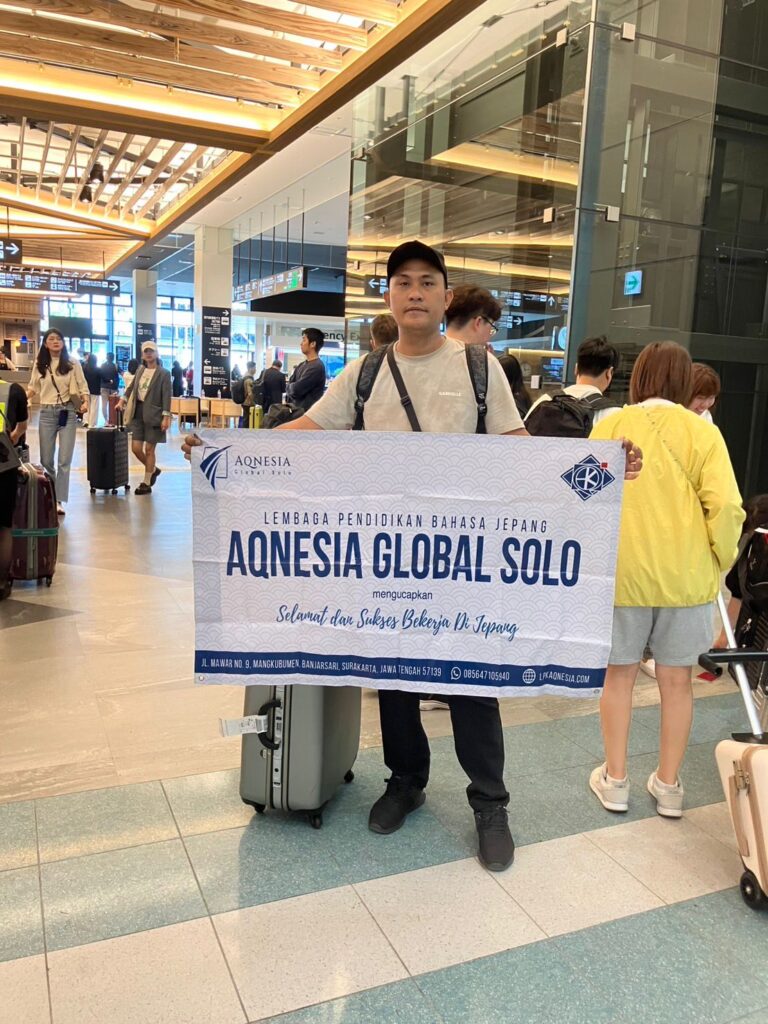 AQNESIA
Global Solo
LEMBAGA PENDIDIKAN BAHASA JEPANG
AQNESIA GLOBAL SOLO
mengucapkan
Selamat dan Sukses Bekerja Di Jepang
JL. MAWAR NO. 9, MANGKUBUMEN, BANJARSARI, SURAKARTA, JAWA TENGAH 57139
085647105940
LPKAQNESIA.COM